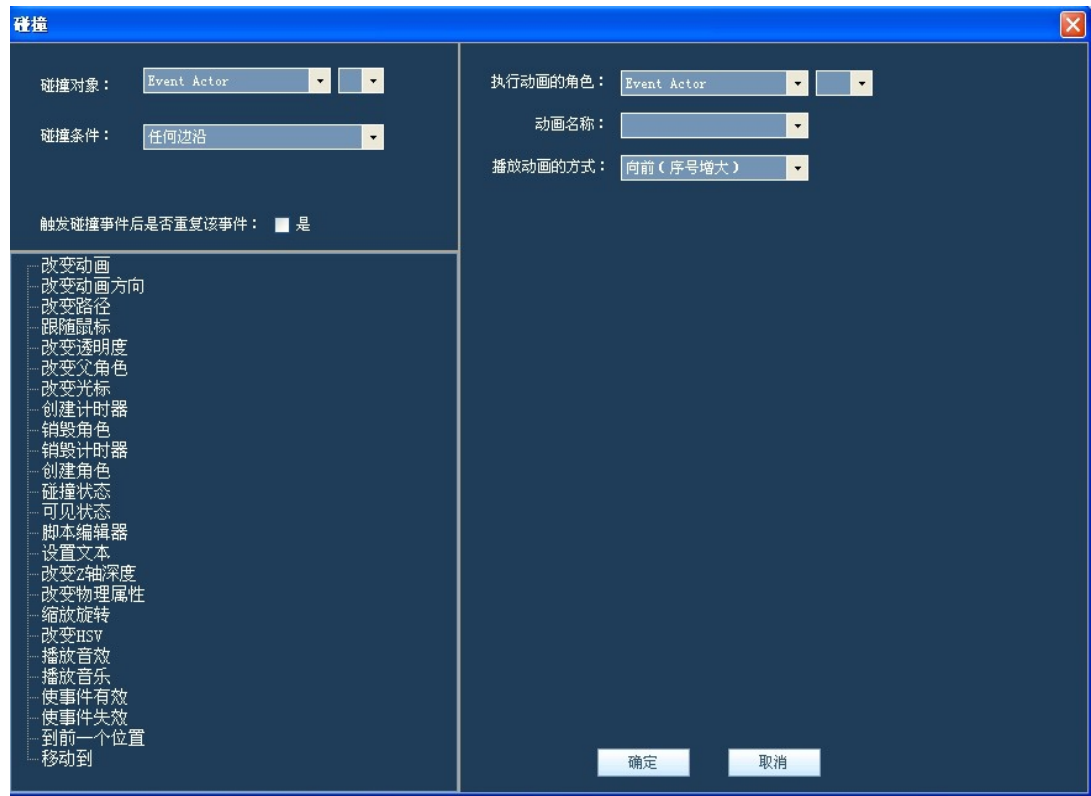 碰撞
碰撞对象： Event Actor
碰撞条件： 任何边沿
触发碰撞事件后是否重复该事件： 是
改变动画
改变动画方向
改变路径
跟随鼠标
改变透明度
改变父角色
改变光标
创建计时器
销毁角色
销毁计时器
创建角色
碰撞状态
可见状态
脚本编辑器
设置文本
改变Z轴深度
改变物理属性
缩放旋转
改变HSV
播放音效
播放音乐
使事件有效
使事件失效
到前一个位置
移动到
执行动画的角色： Event Actor
动画名称：
播放动画的方式： 向前（序号增大）
确定 取消